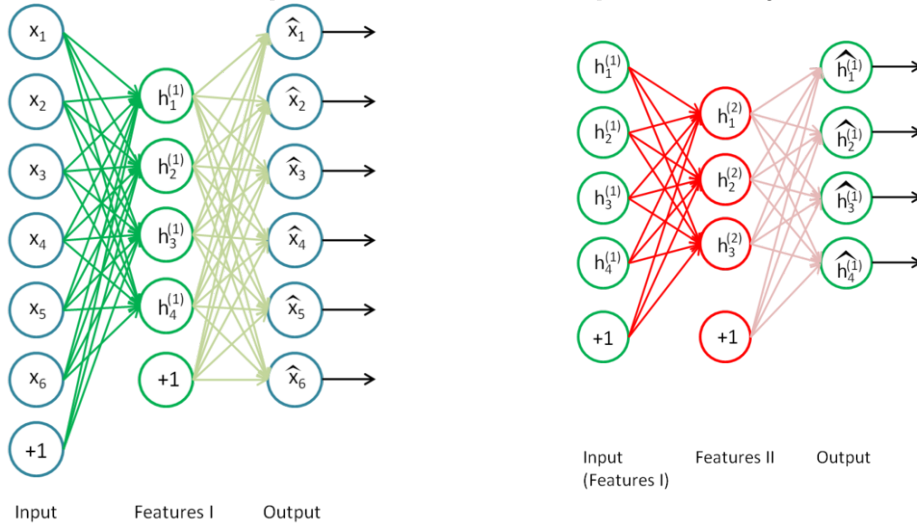 x₁ h₁⁽¹⁾ x̂₁
x₂ h₂⁽¹⁾ x̂₂
x₃ h₃⁽¹⁾ x̂₃
x₄ h₄⁽¹⁾ x̂₄
x₅ +1 x̂₅
x₆ x̂₆
+1
Input Features I Output
h₁⁽¹⁾ h₁⁽²⁾ ĥ₁⁽¹⁾
h₂⁽¹⁾ h₂⁽²⁾ ĥ₂⁽¹⁾
h₃⁽¹⁾ h₃⁽²⁾ ĥ₃⁽¹⁾
h₄⁽¹⁾ +1 ĥ₄⁽¹⁾
+1
Input Features II Output
(Features I)